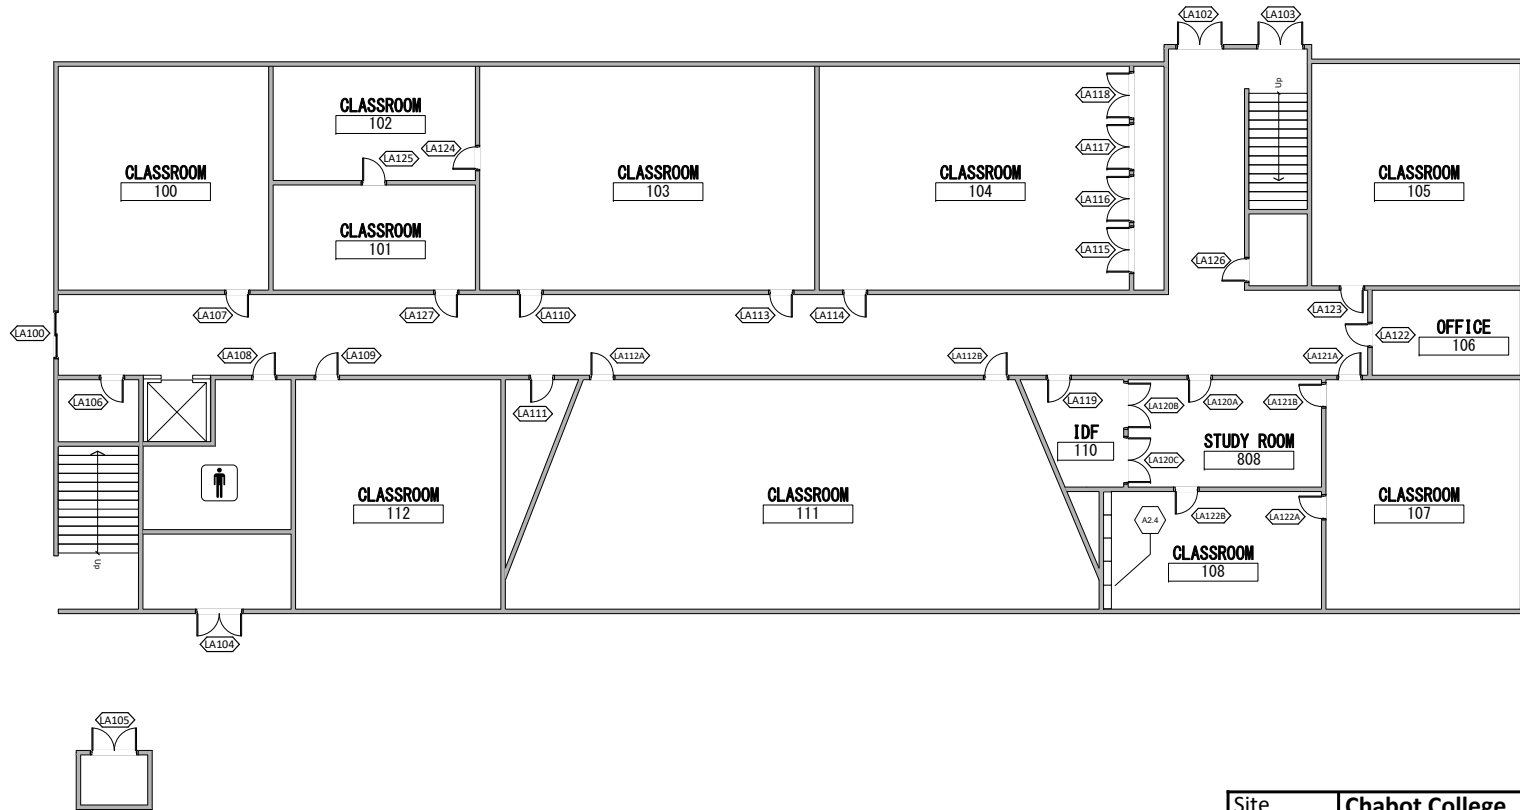 LA102
LA103
LA118
CLASSROOM
102
LA124
LA125
LA117
CLASSROOM
100
CLASSROOM
103
CLASSROOM
104
CLASSROOM
105
Up
LA116
CLASSROOM
101
LA115
LA126
LA107
LA127
LA110
LA113
LA114
LA123
LA100
LA122
OFFICE
106
LA108
LA109
LA112A
LA112B
LA121A
LA106
LA111
LA119
LA120B
LA120A
LA121B
IDF
110
STUDY ROOM
808
LA120C
CLASSROOM
112
CLASSROOM
111
CLASSROOM
107
A2.4
LA122B
LA122A
CLASSROOM
108
Up
LA104
LA105
Site
Chabot College